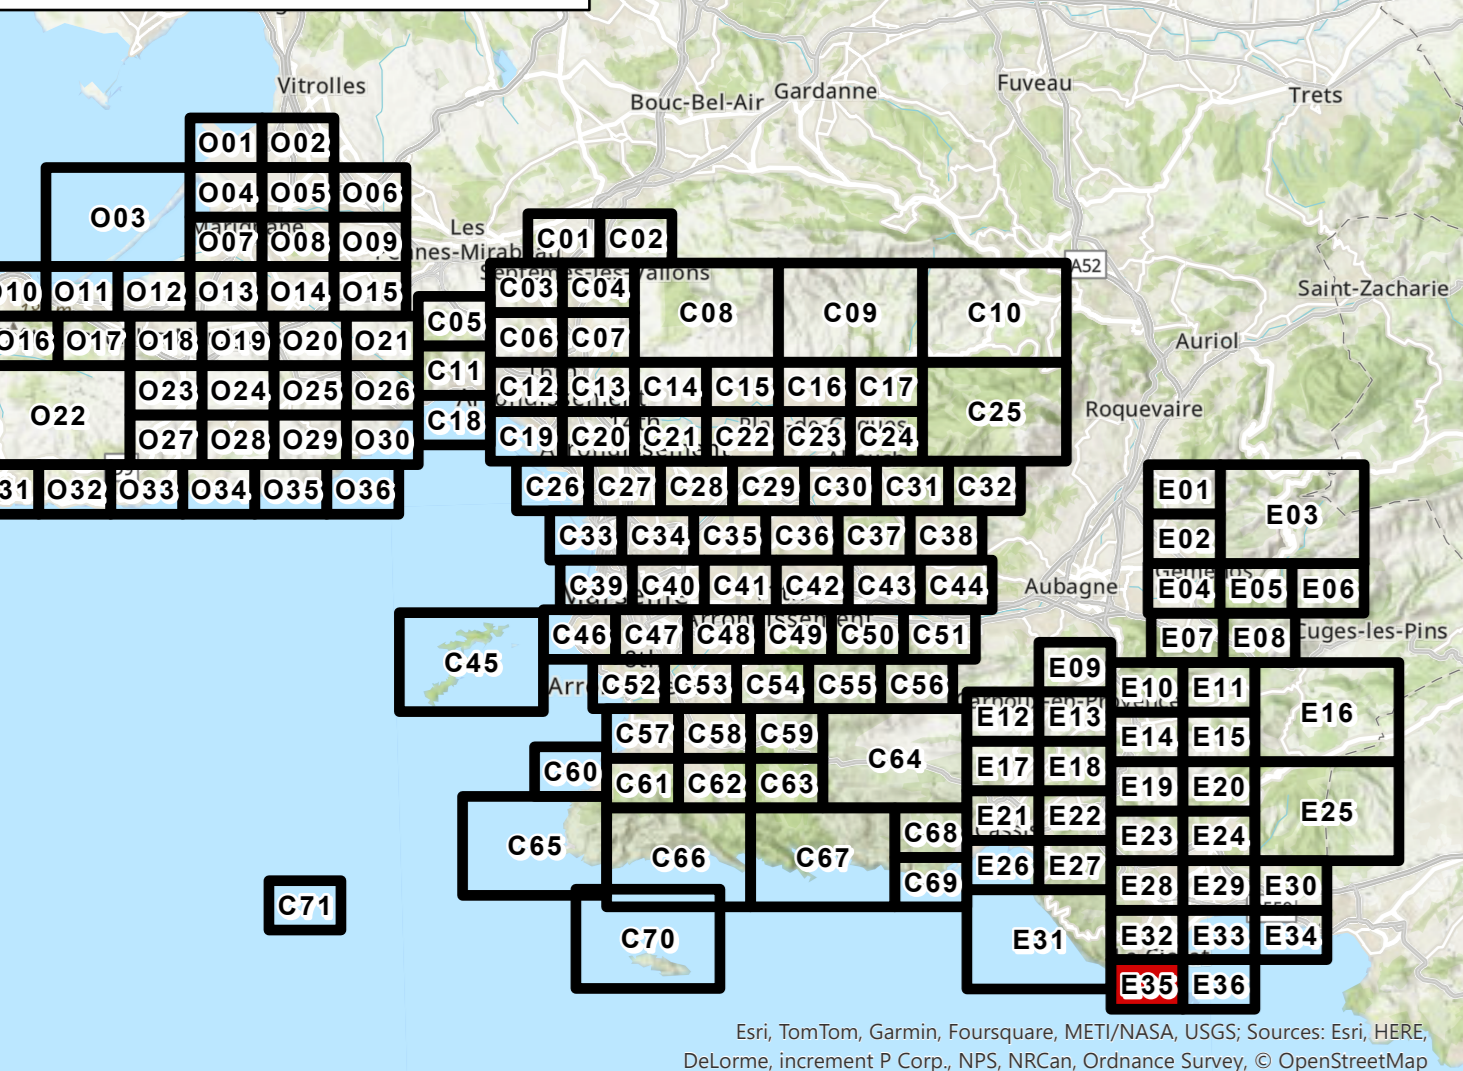 Vitrolles
Bouc-Bel-Air
Gardanne
Fuveau
Trets
O01 O02
O04 O05 O06
O03
O07 O08 O09
Les
C01 C02
A52
Septèmes-les-Vallons
O11 O12 O13 O14 O15
C03 C04
Saint-Zacharie
C05
C08 C09 C10
O16 O17 O18 O19 O20 O21
C06 C07
Auriol
C11
O23 O24 O25 O26
C12 C13 C14 C15 C16 C17
O22
C18
C25
Roquevaire
O27 O28 O29 O30
C19 C20 C21 C22 C23 C24
31 O32 O33 O34 O35 O36
C26 C27 C28 C29 C30 C31 C32
E01
E03
C33 C34 C35 C36 C37 C38
E02
C39 C40 C41 C42 C43 C44
Aubagne
E04 E05 E06
C46 C47 C48 C49 C50 C51
E07 E08
Cuges-les-Pins
C45
E09
C52 C53 C54 C55 C56
E10 E11
E12 E13
E16
C57 C58 C59
E14 E15
C64
C60
E17 E18
C61 C62 C63
E19 E20
E25
E21 E22
C68
E23 E24
C65
C66 C67
E26 E27
C69
E28 E29 E30
C71
C70
E31
E32 E33 E34
E35 E36
Esri, TomTom, Garmin, Foursquare, METI/NASA, USGS; Sources: Esri, HERE,
DeLorme, increment P Corp., NPS, NRCan, Ordnance Survey, © OpenStreetMap